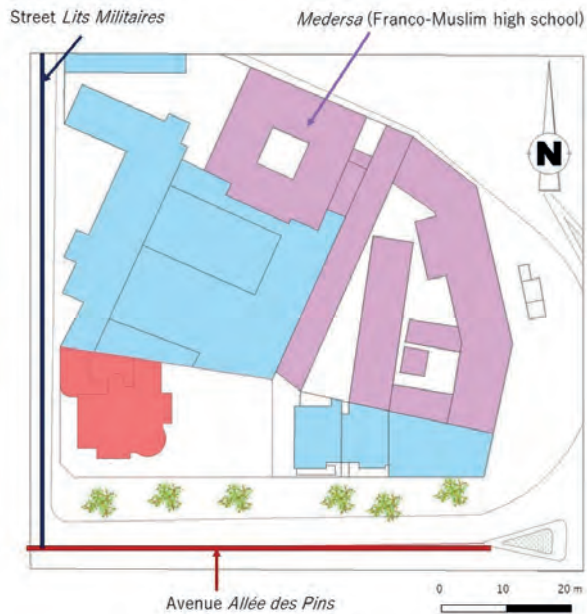 Street Lits Militaires
Medersa (Franco-Muslim high school)
N
Avenue Allée des Pins
0 10 20 m